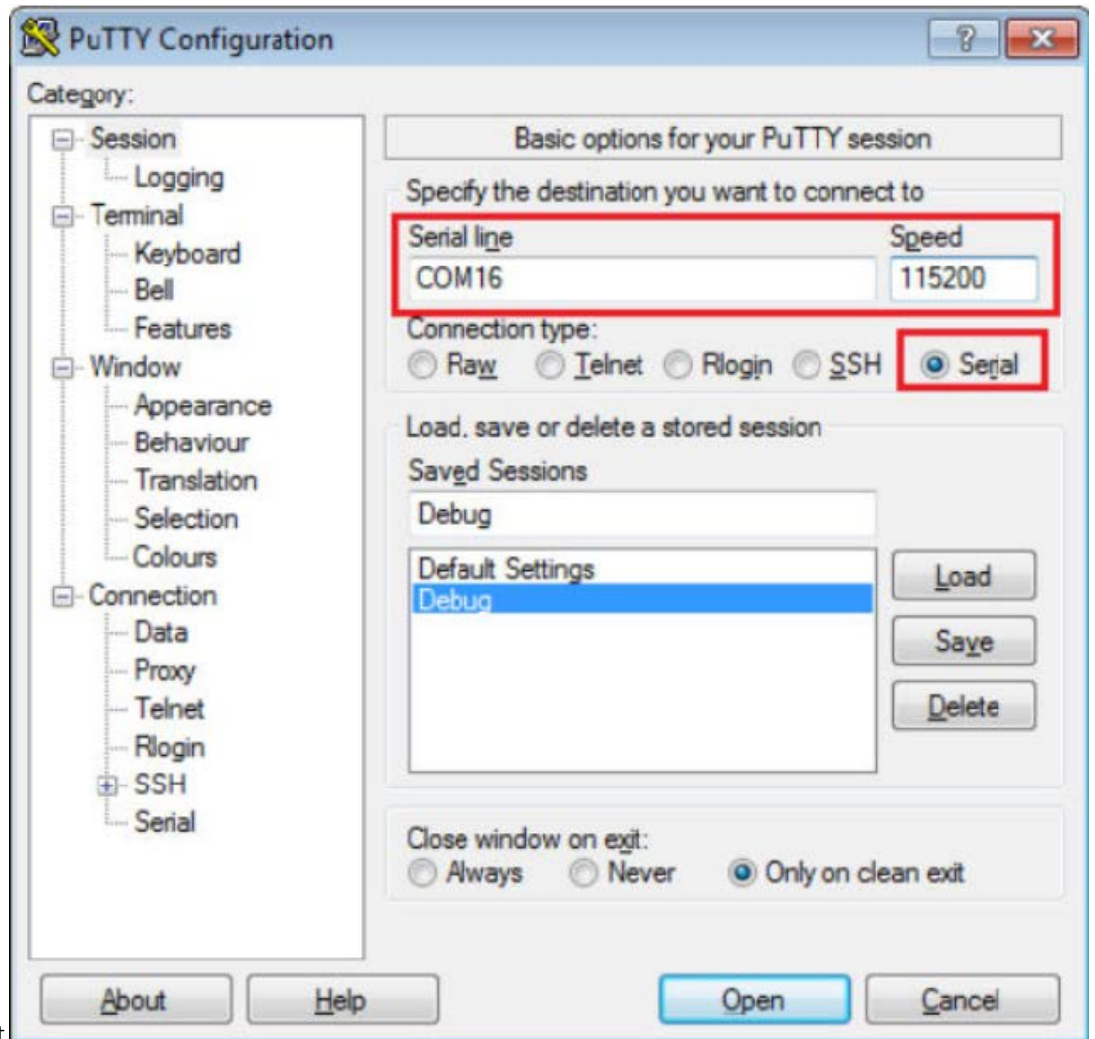 PuTTY Configuration
Category:
Session
Logging
Terminal
Keyboard
Bell
Features
Window
Appearance
Behaviour
Translation
Selection
Colours
Connection
Data
Proxy
Telnet
Rlogin
SSH
Serial
Basic options for your PuTTY session
Specify the destination you want to connect to
Serial line Speed
COM16 115200
Connection type:
Raw Telnet Rlogin SSH Serial
Load, save or delete a stored session
Saved Sessions
Debug
Default Settings
Debug
Load
Save
Delete
Close window on exit:
Always Never Only on clean exit
About Help Open Cancel